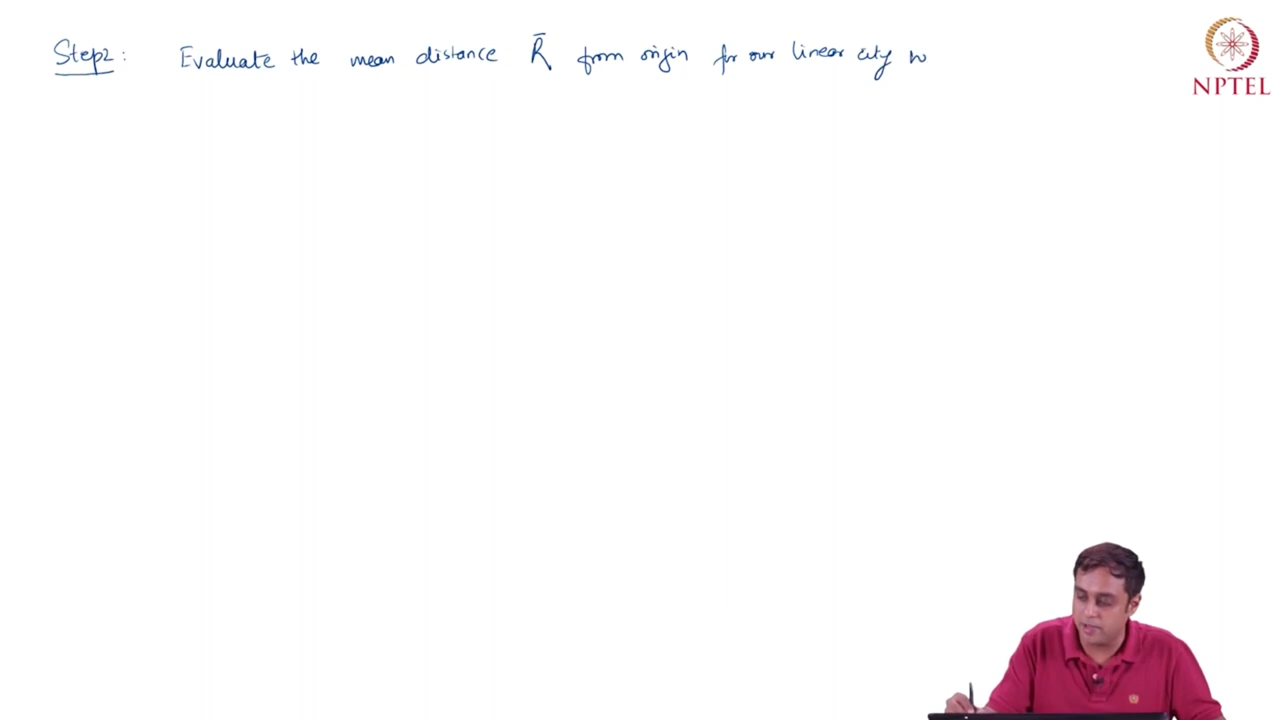 Step2: Evaluate the mean distance R̄ from origin for our linear city w
NPTEL